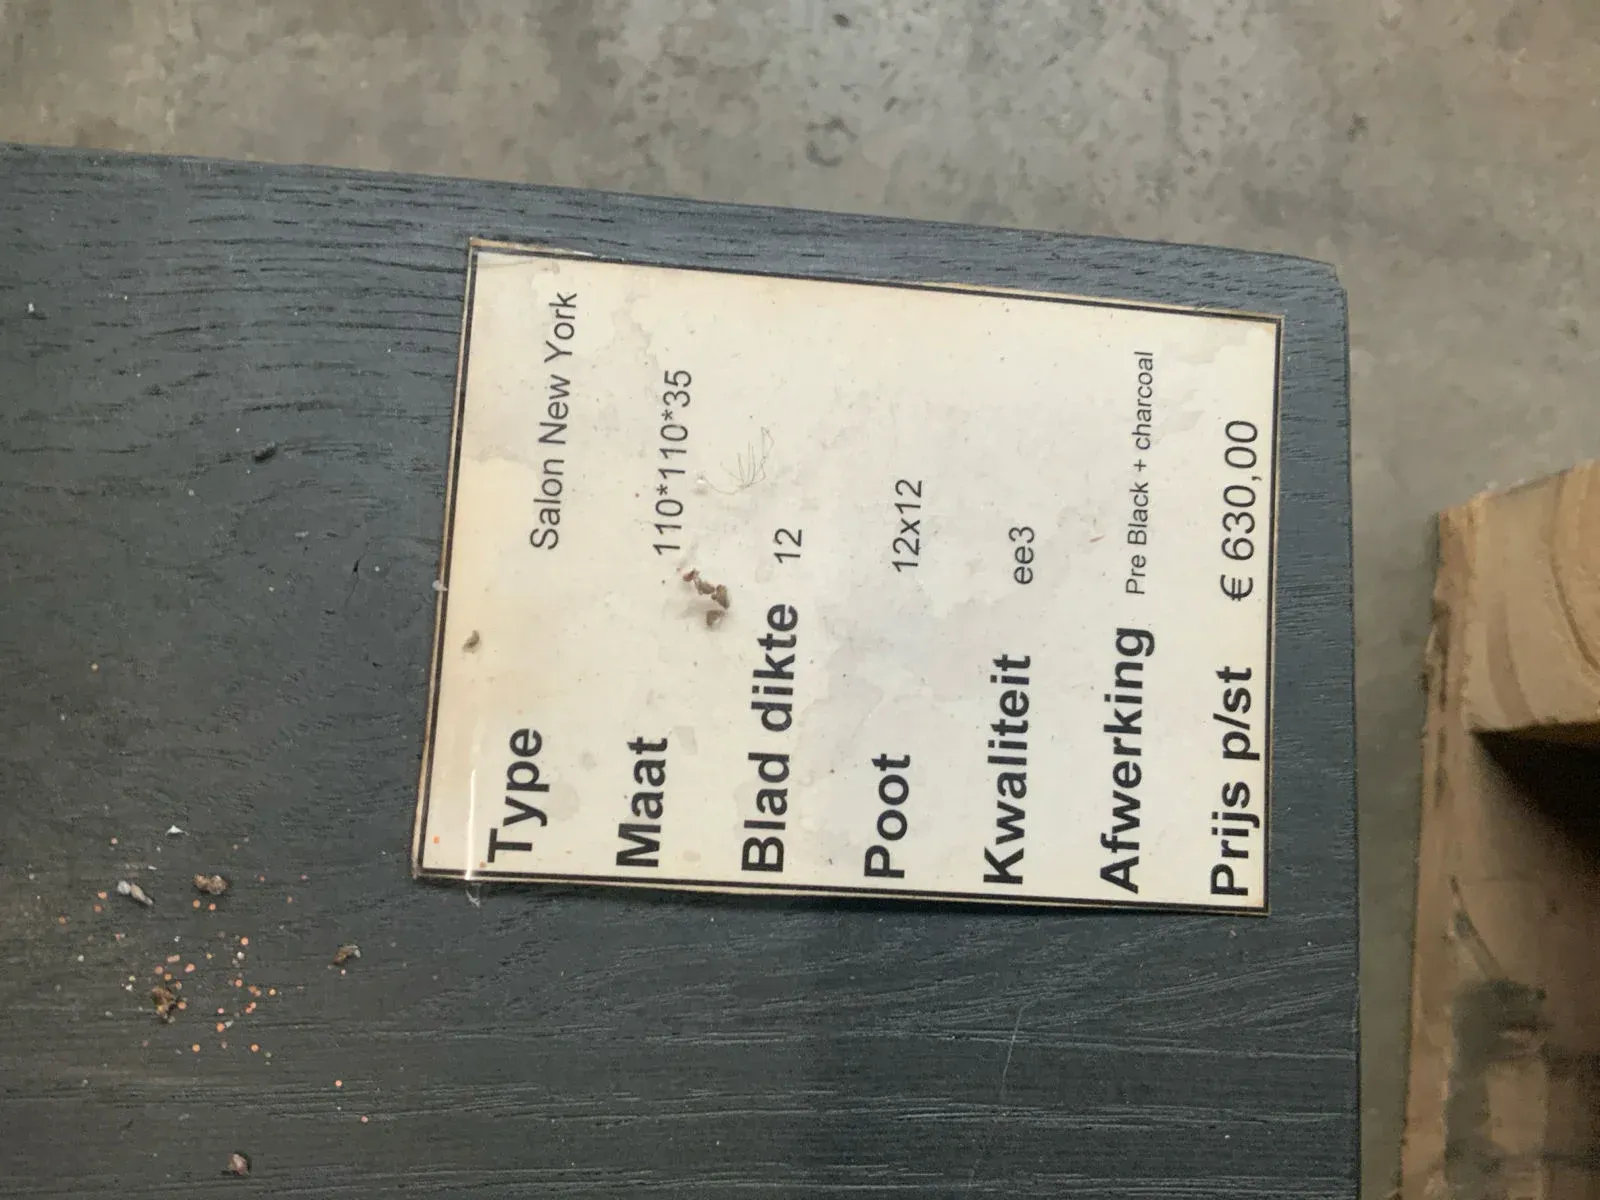 Type Salon New York
Maat 110*110*35
Blad dikte 12
Poot 12x12
Kwaliteit ee3
Afwerking Pre Black + charcoal
Prijs p/st € 630,00